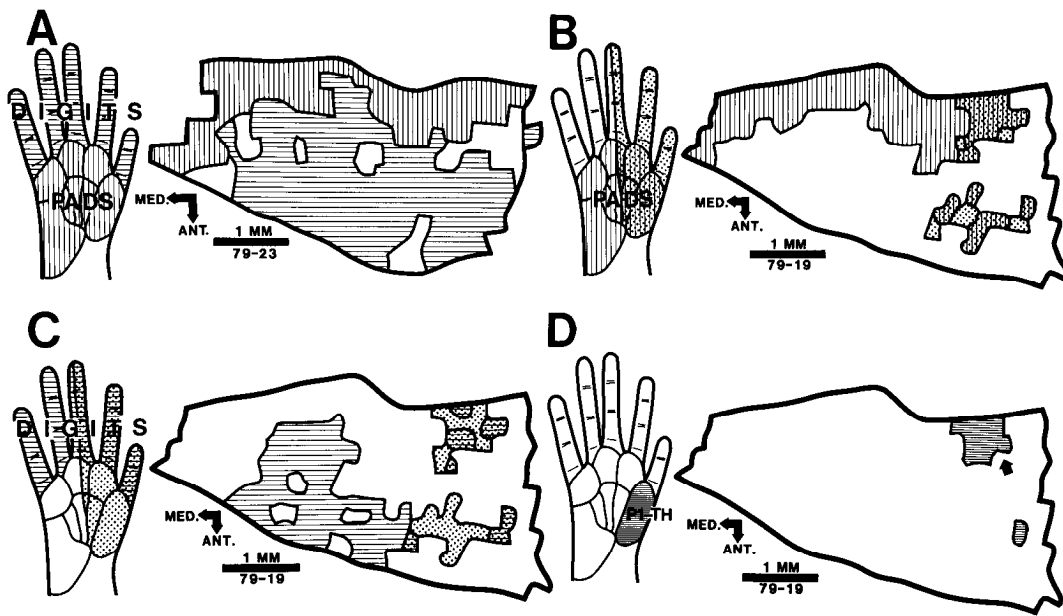 A
DIGITS
PADS
MED.
ANT.
1 MM
79-23
B
PADS
MED.
ANT.
1 MM
79-19
C
DIGITS
MED.
ANT.
1 MM
79-19
D
P1-TH
MED.
ANT.
1 MM
79-19